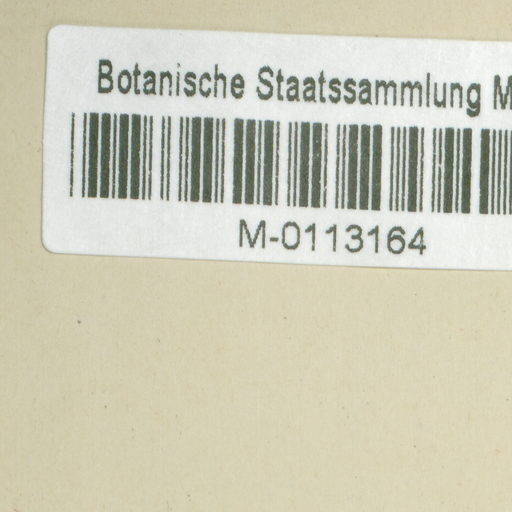 Botanische Staatssammlung M
M-0113164